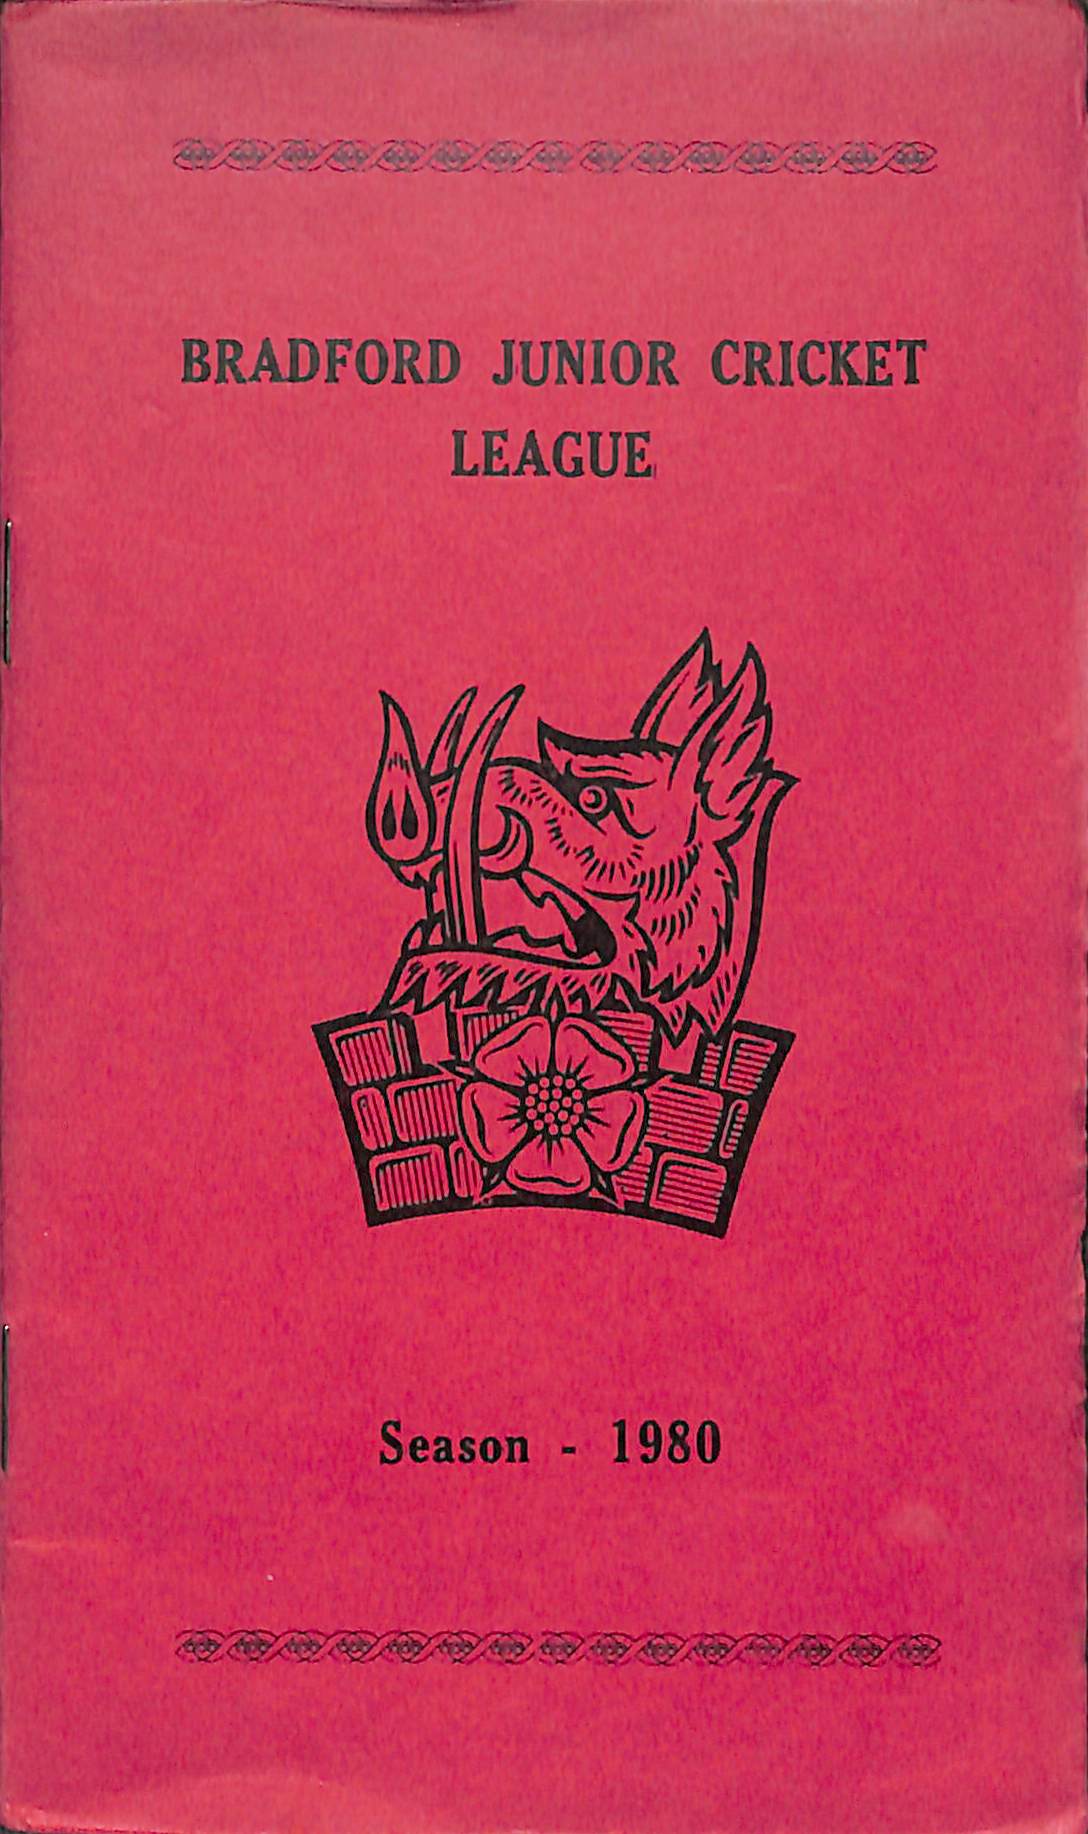 BRADFORD JUNIOR CRICKET
LEAGUE
Season - 1980